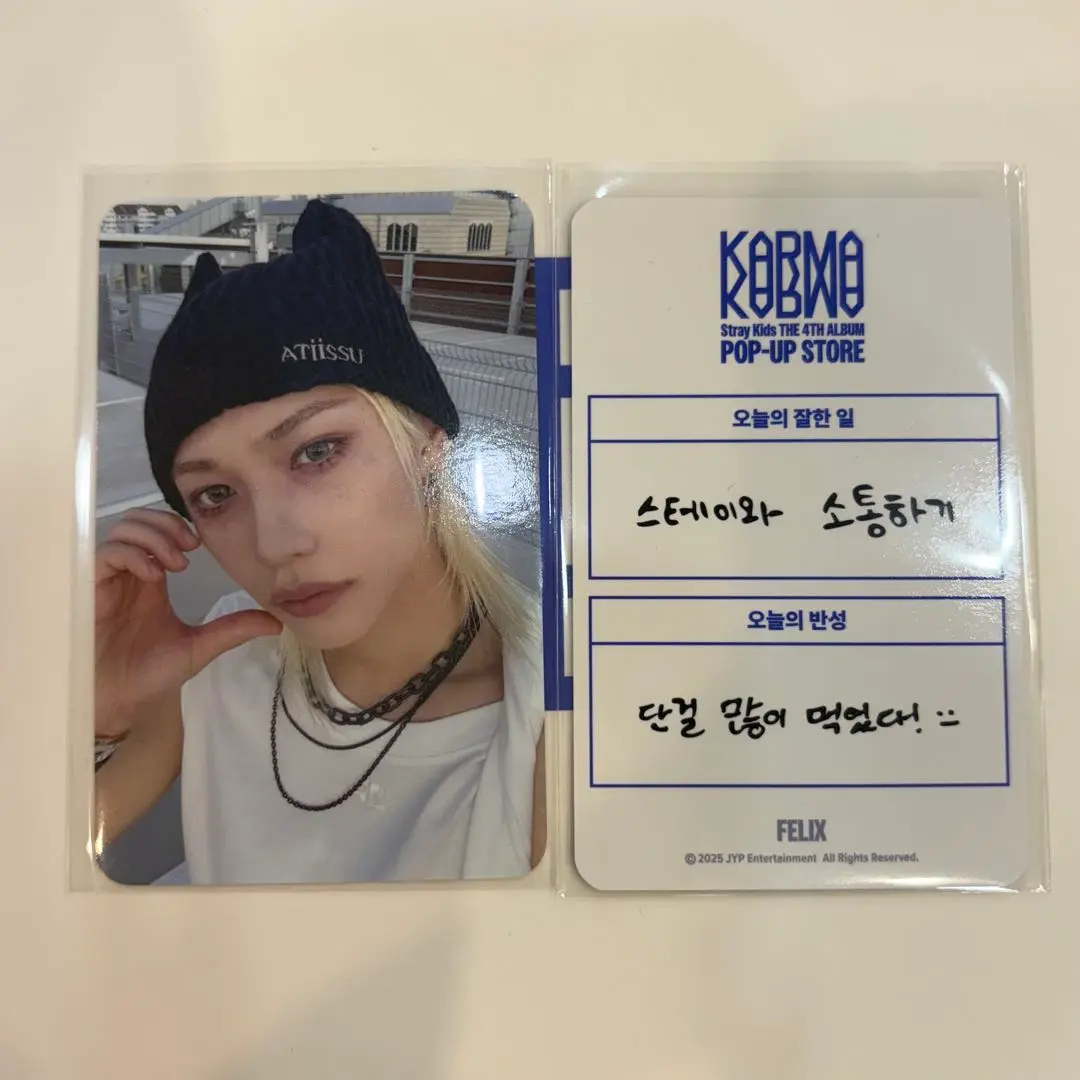 ATiiSSU
KARMA
Stray Kids THE 4TH ALBUM
POP-UP STORE
오늘의 잘한 일
스테이와 소통하기
오늘의 반성
단걸 많이 먹었다! :)
FELIX
© 2025 JYP Entertainment All Rights Reserved.